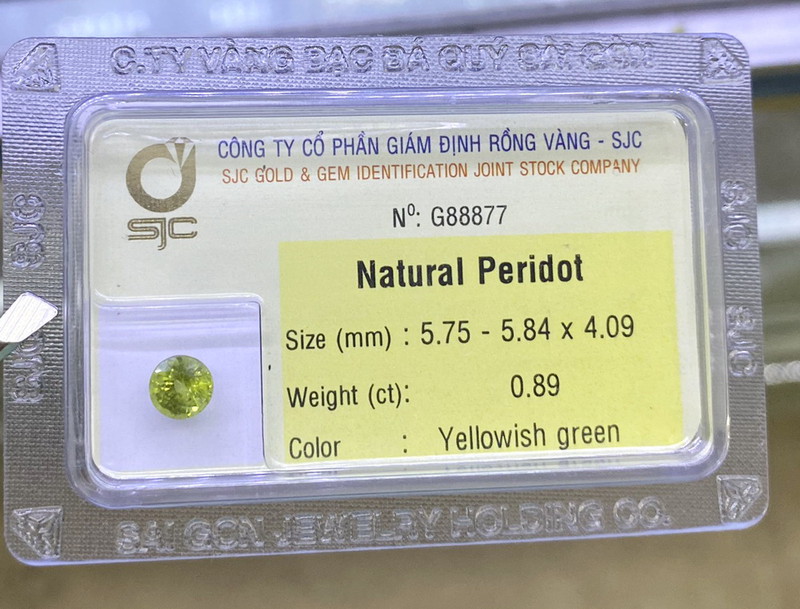 C.TY VÀNG BẠC ĐÁ QUÝ SÀI GÒN
CÔNG TY CỔ PHẦN GIÁM ĐỊNH RỒNG VÀNG - SJC
SJC GOLD & GEM IDENTIFICATION JOINT STOCK COMPANY
SJC
Nº: G88877
Natural Peridot
Size (mm) : 5.75 - 5.84 x 4.09
Weight (ct): 0.89
Color : Yellowish green
SJC
SJC
SJC
SJC
SAI GON JEWELRY HOLDING CO.